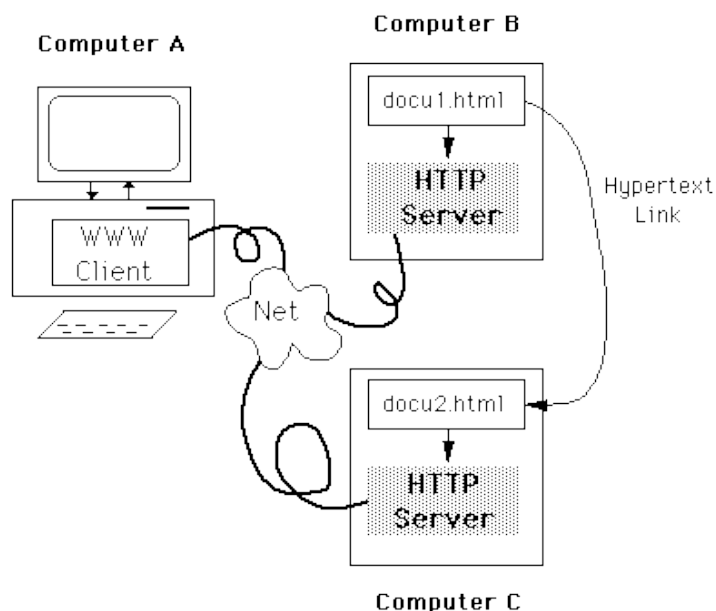 Computer A
Computer B
docu1.html
HTTP
Server
Hypertext
Link
WWW
Client
Net
docu2.html
HTTP
Server
Computer C